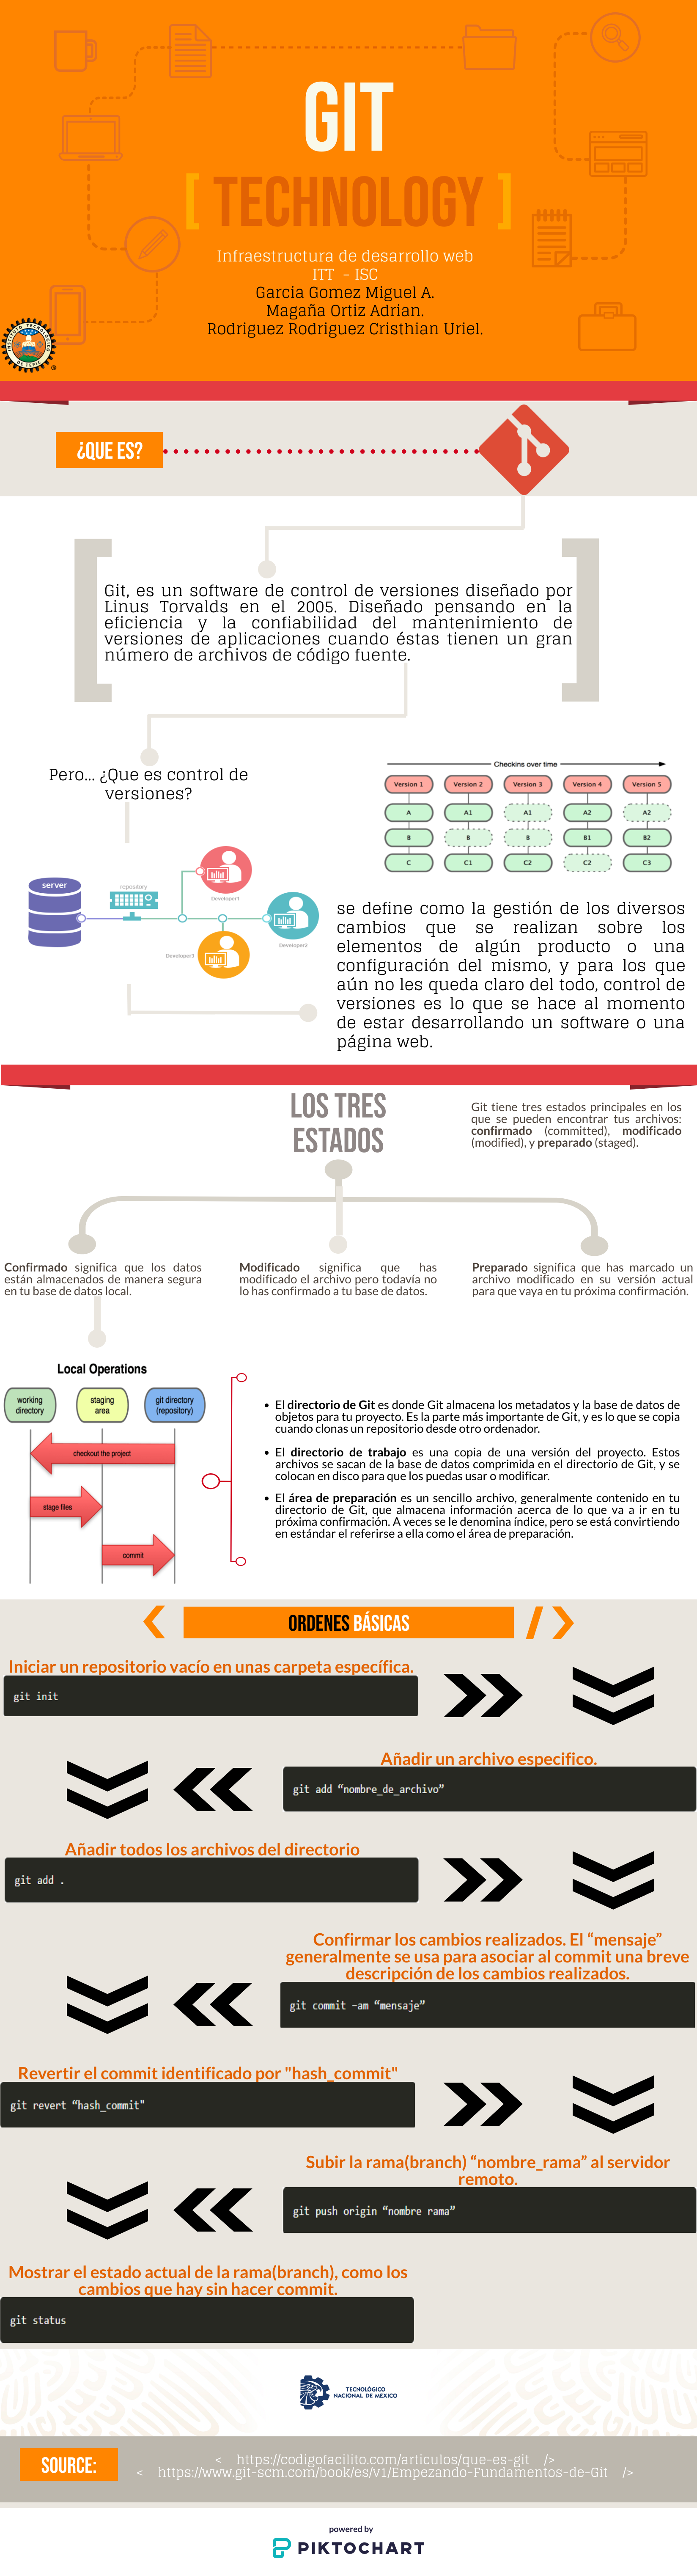 GIT
[ TECHNOLOGY ]
Infraestructura de desarrollo web
ITT - ISC
Garcia Gomez Miguel A.
Magaña Ortiz Adrian.
Rodriguez Rodriguez Cristhian Uriel.
INSTITUTO TECNOLOGICO
DE TEPIC
®
¿QUE ES?
Git, es un software de control de versiones diseñado por
Linus Torvalds en el 2005. Diseñado pensando en la
eficiencia y la confiabilidad del mantenimiento de
versiones de aplicaciones cuando éstas tienen un gran
número de archivos de código fuente.
Pero... ¿Que es control de
versiones?
Checkins over time
Version 1 Version 2 Version 3 Version 4 Version 5
A A1 A1 A2 A2
B B B B1 B2
C C1 C2 C2 C3
server
repository
Developer1
Developer2
Developer3
se define como la gestión de los diversos
cambios que se realizan sobre los
elementos de algún producto o una
configuración del mismo, y para los que
aún no les queda claro del todo, control de
versiones es lo que se hace al momento
de estar desarrollando un software o una
página web.
LOS TRES
ESTADOS
Git tiene tres estados principales en los
que se pueden encontrar tus archivos:
confirmado (committed), modificado
(modified), y preparado (staged).
Confirmado significa que los datos
están almacenados de manera segura
en tu base de datos local.
Modificado significa que has
modificado el archivo pero todavía no
lo has confirmado a tu base de datos.
Preparado significa que has marcado un
archivo modificado en su versión actual
para que vaya en tu próxima confirmación.
Local Operations
working
directory
staging
area
git directory
(repository)
checkout the project
stage files
commit
• El directorio de Git es donde Git almacena los metadatos y la base de datos de
objetos para tu proyecto. Es la parte más importante de Git, y es lo que se copia
cuando clonas un repositorio desde otro ordenador.
• El directorio de trabajo es una copia de una versión del proyecto. Estos
archivos se sacan de la base de datos comprimida en el directorio de Git, y se
colocan en disco para que los puedas usar o modificar.
• El área de preparación es un sencillo archivo, generalmente contenido en tu
directorio de Git, que almacena información acerca de lo que va a ir en tu
próxima confirmación. A veces se le denomina índice, pero se está convirtiendo
en estándar el referirse a ella como el área de preparación.
ORDENES BÁSICAS
Iniciar un repositorio vacío en unas carpeta específica.
git init
Añadir un archivo especifico.
git add “nombre_de_archivo”
Añadir todos los archivos del directorio
git add .
Confirmar los cambios realizados. El “mensaje”
generalmente se usa para asociar al commit una breve
descripción de los cambios realizados.
git commit –am “mensaje”
Revertir el commit identificado por "hash_commit"
git revert “hash_commit"
Subir la rama(branch) “nombre_rama” al servidor
remoto.
git push origin “nombre rama”
Mostrar el estado actual de la rama(branch), como los
cambios que hay sin hacer commit.
git status
TECNOLÓGICO
NACIONAL DE MÉXICO
SOURCE:
< https://codigofacilito.com/articulos/que-es-git />
< https://www.git-scm.com/book/es/v1/Empezando-Fundamentos-de-Git />
powered by
PIKTOCHART